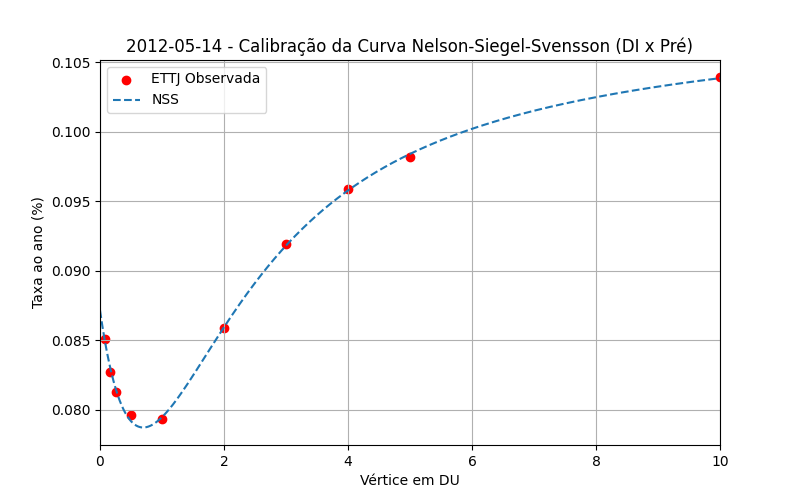 2012-05-14 - Calibração da Curva Nelson-Siegel-Svensson (DI x Pré)
ETTJ Observada
NSS
Taxa ao ano (%)
0.105
0.100
0.095
0.090
0.085
0.080
0
2
4
6
8
10
Vértice em DU